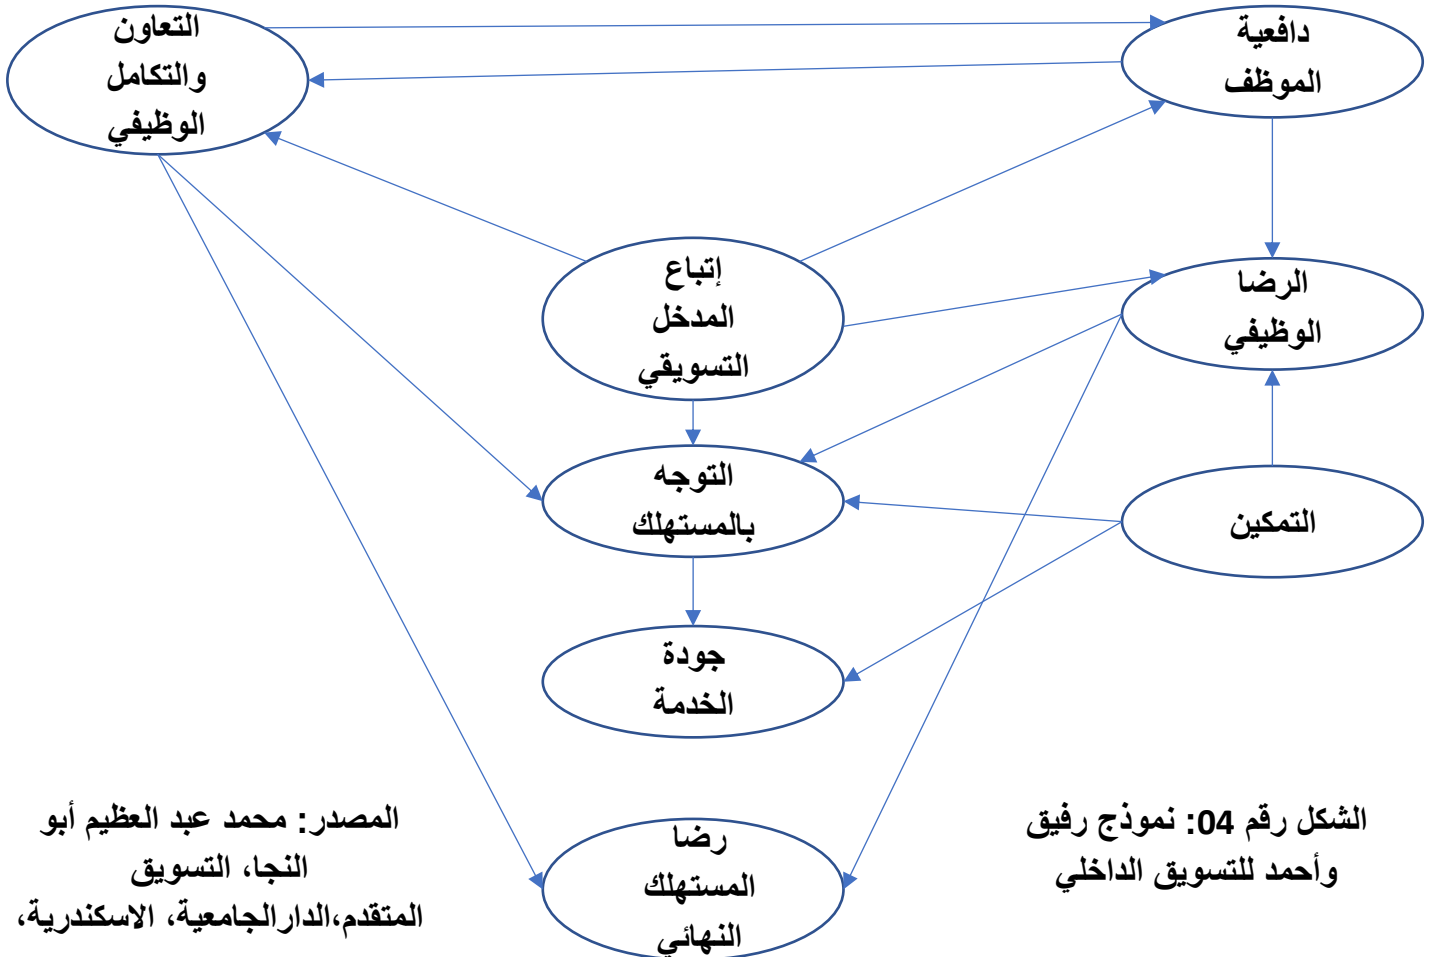 دافعية
الموظف
التعاون
والتكامل
الوظيفي
إتباع
المدخل
التسويقي
الرضا
الوظيفي
التوجه
بالمستهلك
التمكين
جودة
الخدمة
رضا
المستهلك
النهائي
الشكل رقم 04: نموذج رفيق
وأحمد للتسويق الداخلي
المصدر: محمد عبد العظيم أبو
النجا، التسويق
المتقدم،الدارالجامعية، الاسكندرية،